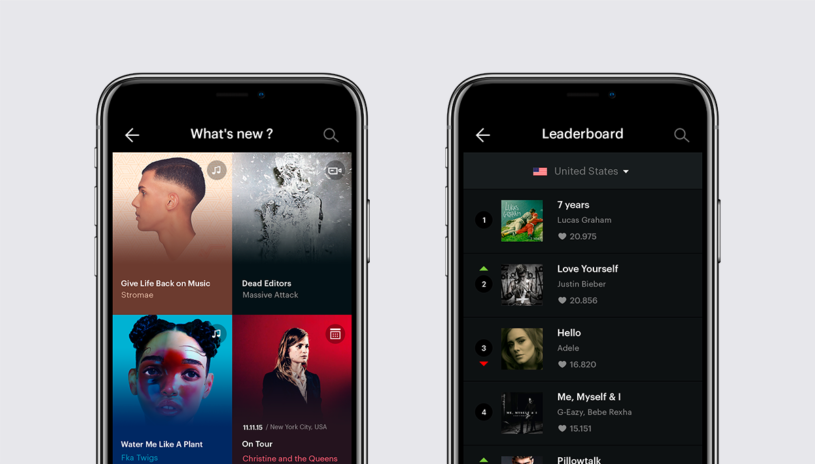 What's new ?
Give Life Back on Music
Stromae
Dead Editors
Massive Attack
Water Me Like A Plant
Fka Twigs
11.11.15 / New York City, USA
On Tour
Christine and the Queens
Leaderboard
United States
1
7 years
Lucas Graham
20.975
2
Love Yourself
Justin Bieber
20.856
3
Hello
Adele
16.820
4
Me, Myself & I
G-Eazy, Bebe Rexha
15.151
Pillowtalk